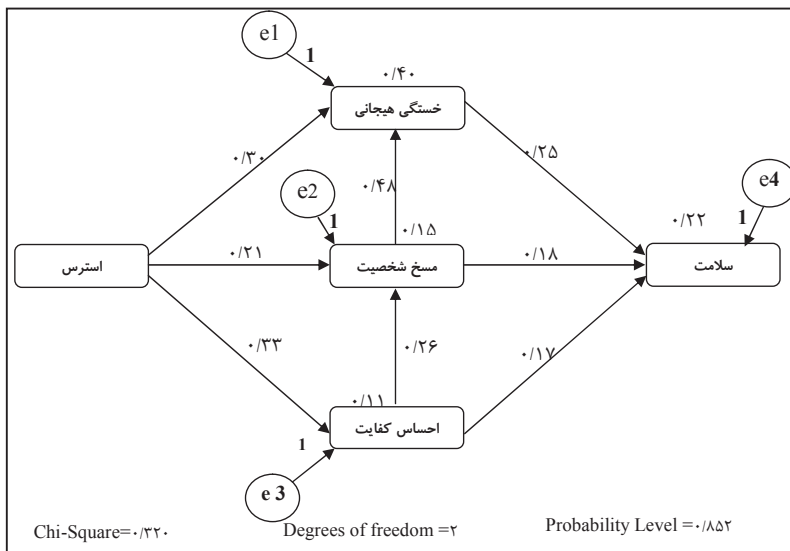 e1
1
۰/۴۰
خستگی هیجانی
۰/۳۰
۰/۲۵
e2
1
۰/۴۸
e4
1
۰/۲۲
۰/۱۵
استرس
۰/۲۱
مسخ شخصیت
۰/۱۸
سلامت
۰/۳۳
۰/۲۶
۰/۱۷
۰/۱۱
احساس کفایت
1
e 3
Chi-Square=۰/۳۲۰ Degrees of freedom =۲ Probability Level =۰/۸۵۲